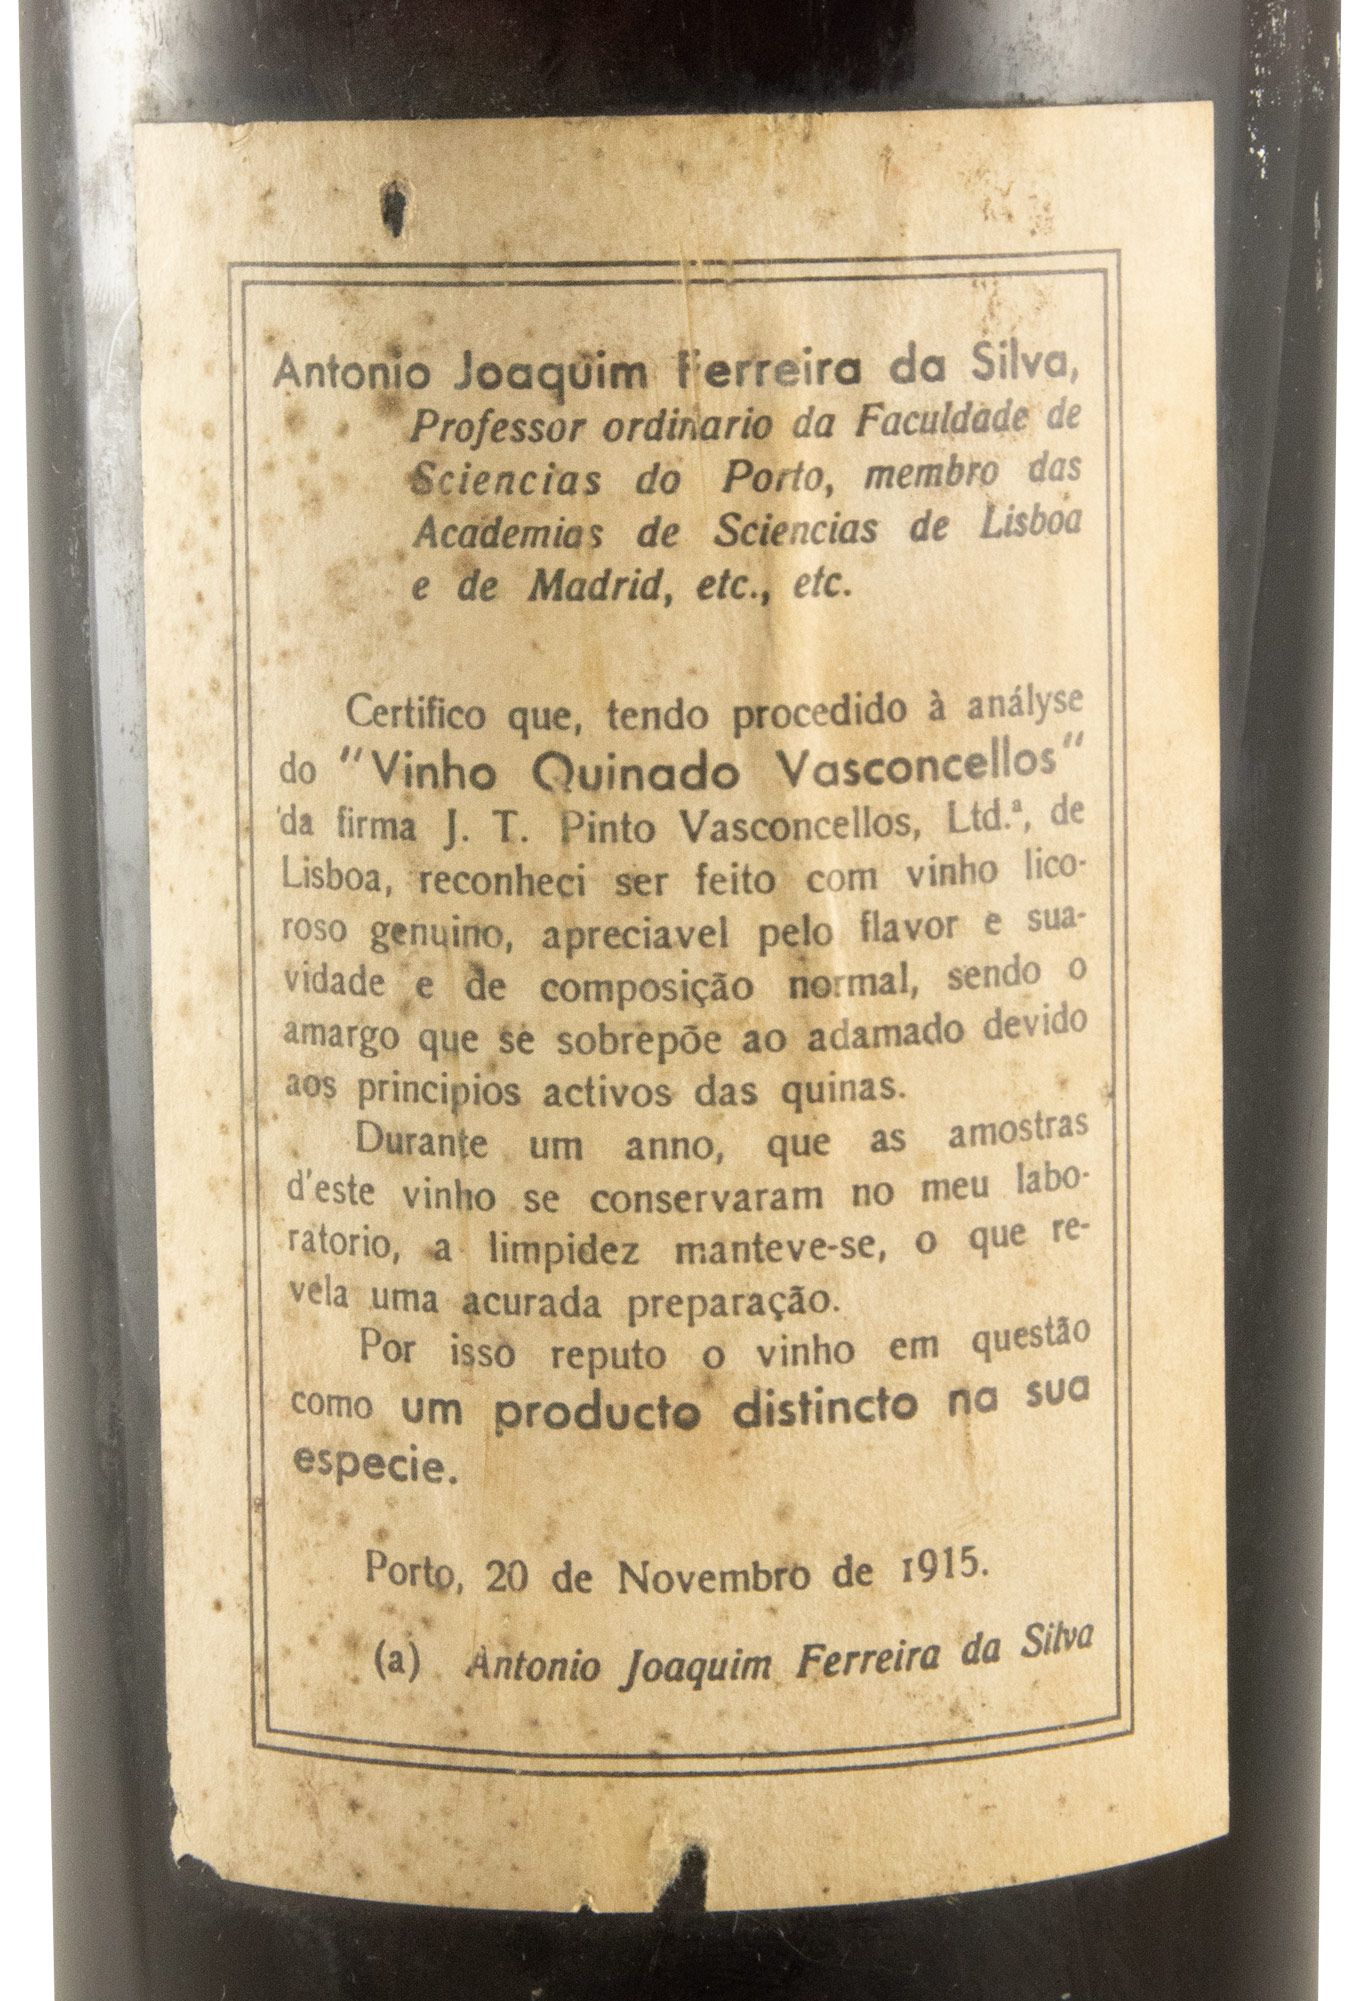 Antonio Joaquim Ferreira da Silva,
Professor ordinario da Faculdade de
Sciencias do Porto, membro das
Academias de Sciencias de Lisboa
e de Madrid, etc., etc.
Certifico que, tendo procedido à anályse
do "Vinho Quinado Vasconcellos"
da firma J. T. Pinto Vasconcellos, Ltd.ª, de
Lisboa, reconheci ser feito com vinho lico-
roso genuino, apreciavel pelo flavor e sua-
vidade e de composição normal, sendo o
amargo que se sobrepõe ao adamado devido
aos principios activos das quinas.
Durante um anno, que as amostras
d'este vinho se conservaram no meu labo-
ratorio, a limpidez manteve-se, o que re-
vela uma acurada preparação.
Por isso reputo o vinho em questão
como um producto distincto na sua
especie.
Porto, 20 de Novembro de 1915.
(a) Antonio Joaquim Ferreira da Silva